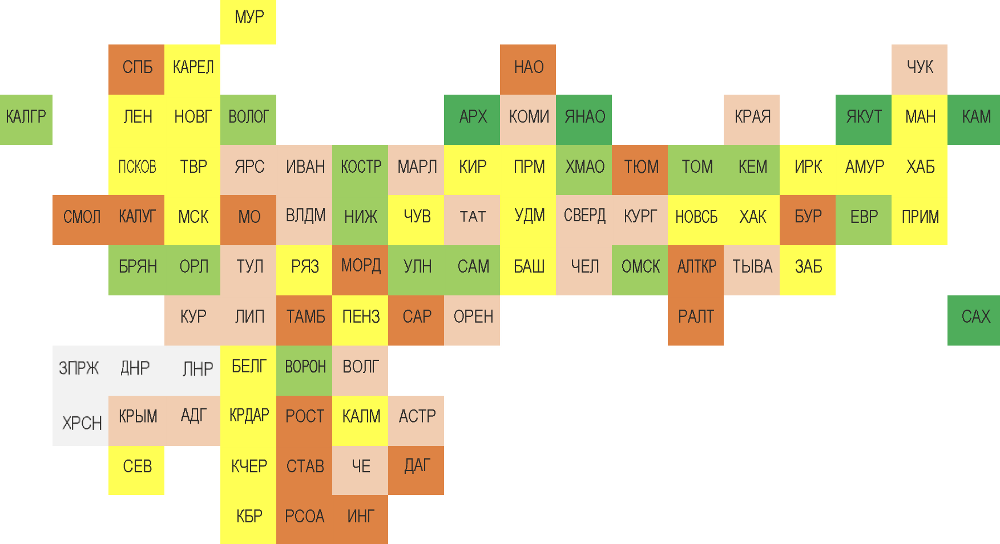 МУР
СПБ КАРЕЛ НАО ЧУК
КАЛГР ЛЕН НОВГ ВОЛОГ АРХ КОМИ ЯНАО КРАЯ ЯКУТ МАН КАМ
ПСКОВ ТВР ЯРС ИВАН КОСТР МАРЛ КИР ПРМ ХМАО ТЮМ ТОМ КЕМ ИРК АМУР ХАБ
СМОЛ КАЛУГ МСК МО ВЛДМ НИЖ ЧУВ ТАТ УДМ СВЕРД КУРГ НОВСБ ХАК БУР ЕВР ПРИМ
БРЯН ОРЛ ТУЛ РЯЗ МОРД УЛН САМ БАШ ЧЕЛ ОМСК АЛТКР ТЫВА ЗАБ
КУР ЛИП ТАМБ ПЕНЗ САР ОРЕН РАЛТ САХ
ЗПРЖ ДНР ЛНР БЕЛГ ВОРОН ВОЛГ
ХРСН КРЫМ АДГ КРДАР РОСТ КАЛМ АСТР
СЕВ КЧЕР СТАВ ЧЕ ДАГ
КБР РСОА ИНГ